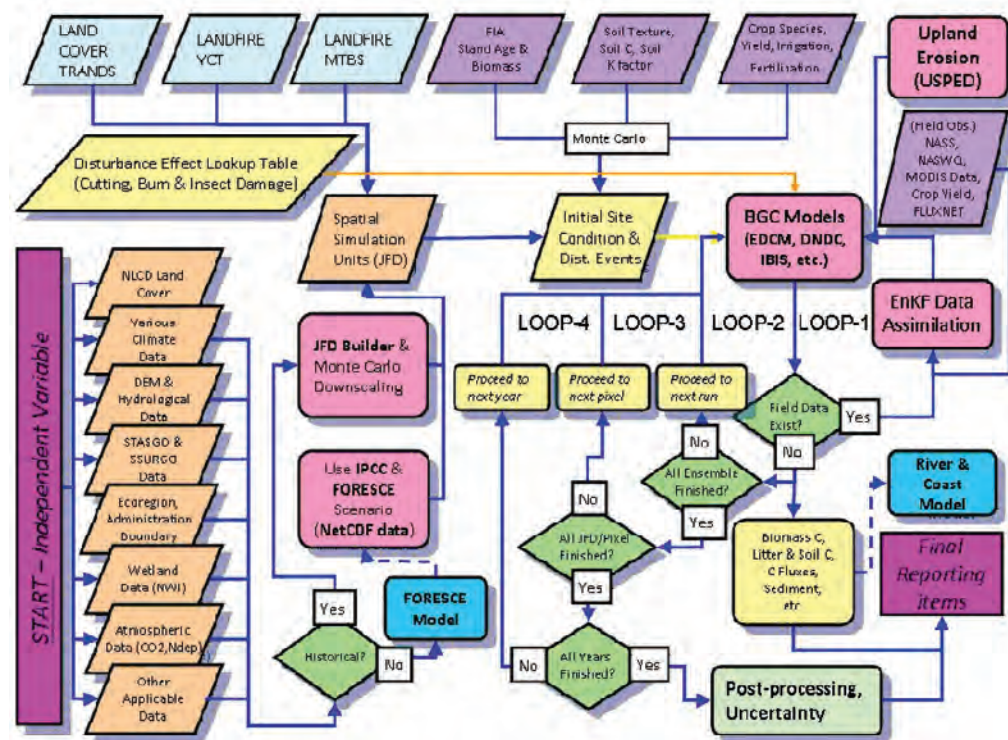 LAND
COVER
TRANDS
LANDFIRE
VCT
LANDFIRE
MTBS
FIA
Stand Age &
Biomass
Soil Texture,
Soil C, Soil
K factor
Crop Species,
Yield, Irrigation,
Fertilization
Upland
Erosion
(USPED)
Monte Carlo
(Field Obs.)
NASS,
NASWQ,
MODIS Data,
Crop Yield,
FLUXNET
Disturbance Effect Lookup Table
(Cutting, Burn & Insect Damage)
Spatial
Simulation
Units (JFD)
Initial Site
Condition &
Dist. Events
BGC Models
(EDCM, DNDC,
IBIS, etc.)
EnKF Data
Assimilation
START – Independent Variable
NLCD Land
Cover
Various
Climate
Data
DEM &
Hydrological
Data
STASGO &
SSURGO
Data
Ecoregion,
Administration
Boundary
Wetland
Data (NWI)
Atmospheric
Data (CO2,Ndep)
Other
Applicable
Data
JFD Builder &
Monte Carlo
Downscaling
Use IPCC &
FORESCE
Scenario
(NetCDF data)
Yes
Historical?
No
FORESCE
Model
LOOP-4
LOOP-3
LOOP-2
LOOP-1
Proceed to
next year
Proceed to
next pixel
Proceed to
next run
Field Data
Exist?
Yes
No
No
All Ensemble
Finished?
Yes
No
All JFD/Pixel
Finished?
Yes
No
All Years
Finished?
Yes
River &
Coast
Model
Biomass C,
Litter & Soil C,
C Fluxes,
Sediment,
etc
Final
Reporting
items
Post-processing,
Uncertainty